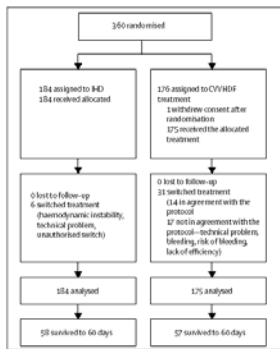 360 randomised
184 assigned to IHD
184 received allocated
176 assigned to CVVHDF
treatment
1 withdrew consent after
randomisation
175 received the allocated
treatment
0 lost to follow-up
6 switched treatment
(haemodynamic instability,
technical problem,
unauthorised switch)
0 lost to follow-up
31 switched treatment
(14 in agreement with the
protocol
17 not in agreement with the
protocol—technical problem,
bleeding, risk of bleeding,
lack of efficiency)
184 analysed
175 analysed
58 survived to 60 days
57 survived to 60 days